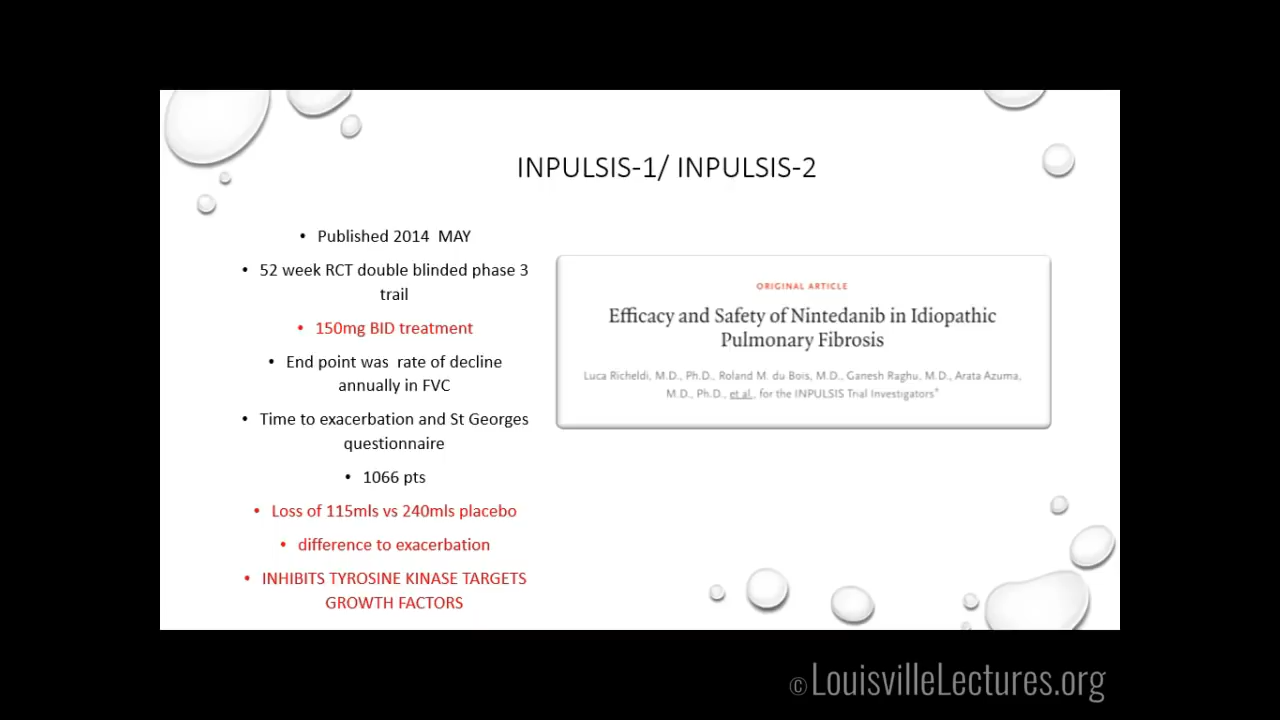 INPULSIS-1/ INPULSIS-2
• Published 2014 MAY
• 52 week RCT double blinded phase 3
trail
• 150mg BID treatment
• End point was rate of decline
annually in FVC
• Time to exacerbation and St Georges
questionnaire
• 1066 pts
• Loss of 115mls vs 240mls placebo
• difference to exacerbation
• INHIBITS TYROSINE KINASE TARGETS
GROWTH FACTORS
ORIGINAL ARTICLE
Efficacy and Safety of Nintedanib in Idiopathic
Pulmonary Fibrosis
Luca Richeldi, M.D., Ph.D., Roland M. du Bois, M.D., Ganesh Raghu, M.D., Arata Azuma,
M.D., Ph.D., et al., for the INPULSIS Trial Investigators*
© LouisvilleLectures.org